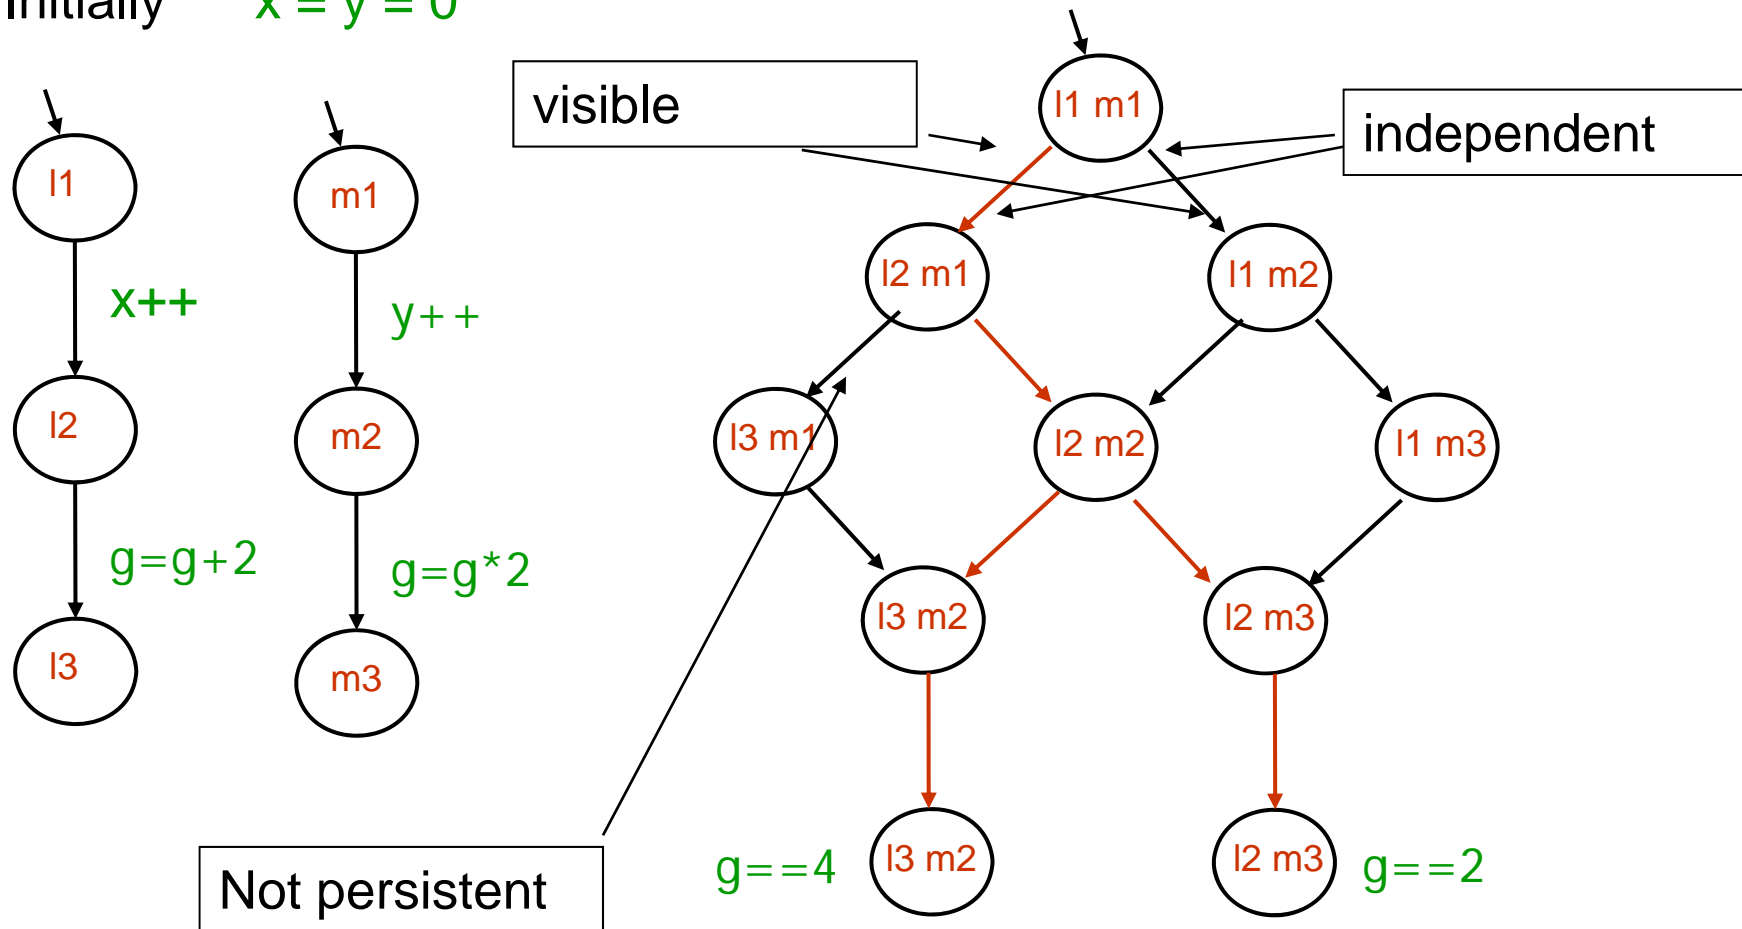 Initially x = y = 0
visible
independent
l1 m1
l1
m1
x++
y++
l2 m1
l1 m2
l2
m2
l3 m1
l2 m2
l1 m3
g=g+2
g=g*2
l3 m2
l2 m3
l3
m3
g==4
l3 m2
l2 m3
g==2
Not persistent